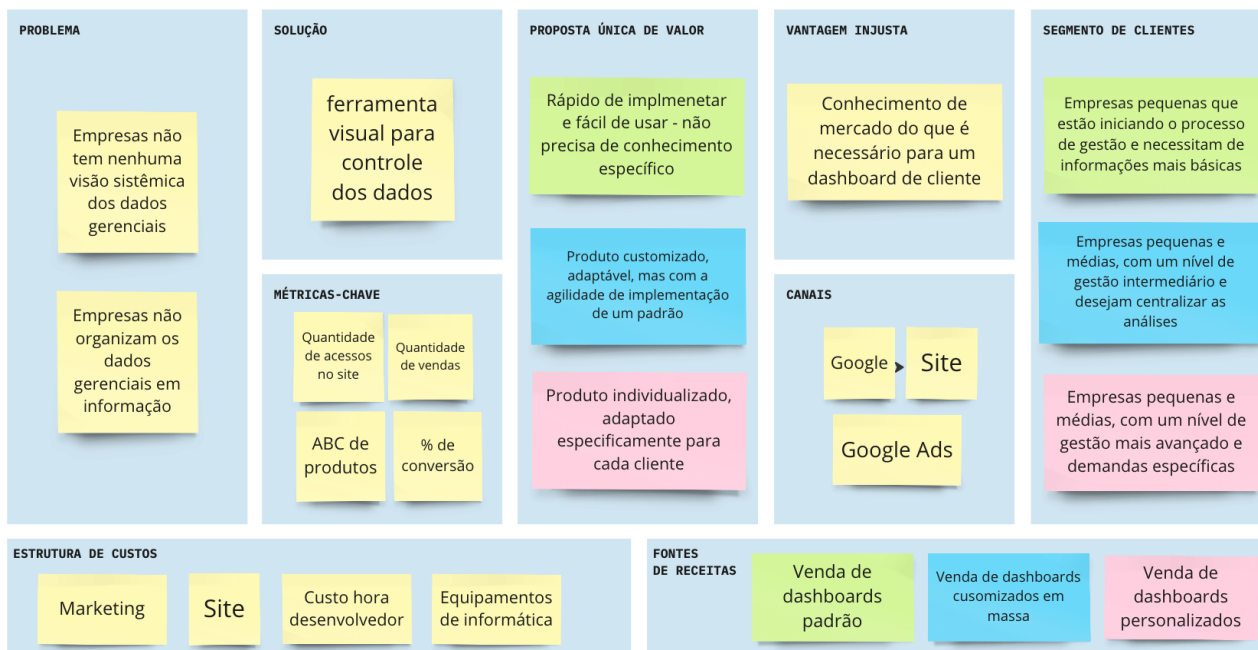 PROBLEMA
Empresas não
tem nenhuma
visão sistêmica
dos dados
gerenciais
Empresas não
organizam os
dados
gerenciais em
informação
SOLUÇÃO
ferramenta
visual para
controle
dos dados
MÉTRICAS-CHAVE
Quantidade
de acessos
no site
Quantidade
de vendas
ABC de
produtos
% de
conversão
PROPOSTA ÚNICA DE VALOR
Rápido de implmenetar
e fácil de usar - não
precisa de conhecimento
específico
Produto customizado,
adaptável, mas com a
agilidade de implementação
de um padrão
Produto individualizado,
adaptado
especificamente para
cada cliente
VANTAGEM INJUSTA
Conhecimento de
mercado do que é
necessário para um
dashboard de cliente
CANAIS
Google
Site
Google Ads
SEGMENTO DE CLIENTES
Empresas pequenas que
estão iniciando o processo
de gestão e necessitam de
informações mais básicas
Empresas pequenas e
médias, com um nível de
gestão intermediário e
desejam centralizar as
análises
Empresas pequenas e
médias, com um nível de
gestão mais avançado e
demandas específicas
ESTRUTURA DE CUSTOS
Marketing
Site
Custo hora
desenvolvedor
Equipamentos
de informática
FONTES
DE RECEITAS
Venda de
dashboards
padrão
Venda de dashboards
cusomizados em
massa
Venda de
dashboards
personalizados